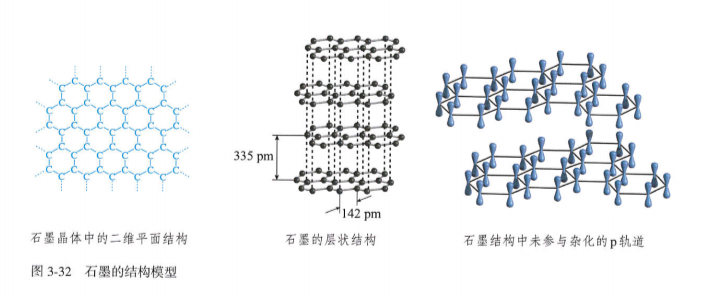 335 pm
142 pm
石墨晶体中的二维平面结构
石墨的层状结构
石墨结构中未参与杂化的p轨道
图 3-32 石墨的结构模型